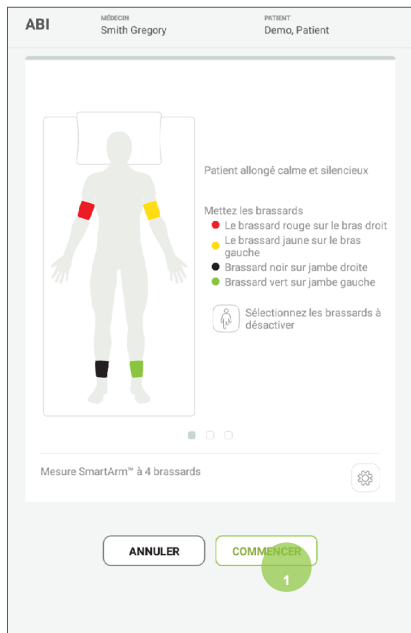 ABI
MÉDECIN
Smith Gregory
PATIENT
Demo, Patient
Patient allongé calme et silencieux
Mettez les brassards
Le brassard rouge sur le bras droit
Le brassard jaune sur le bras
gauche
Brassard noir sur jambe droite
Brassard vert sur jambe gauche
Sélectionnez les brassards à
désactiver
Mesure SmartArm™ à 4 brassards
ANNULER
COMMENCER
1